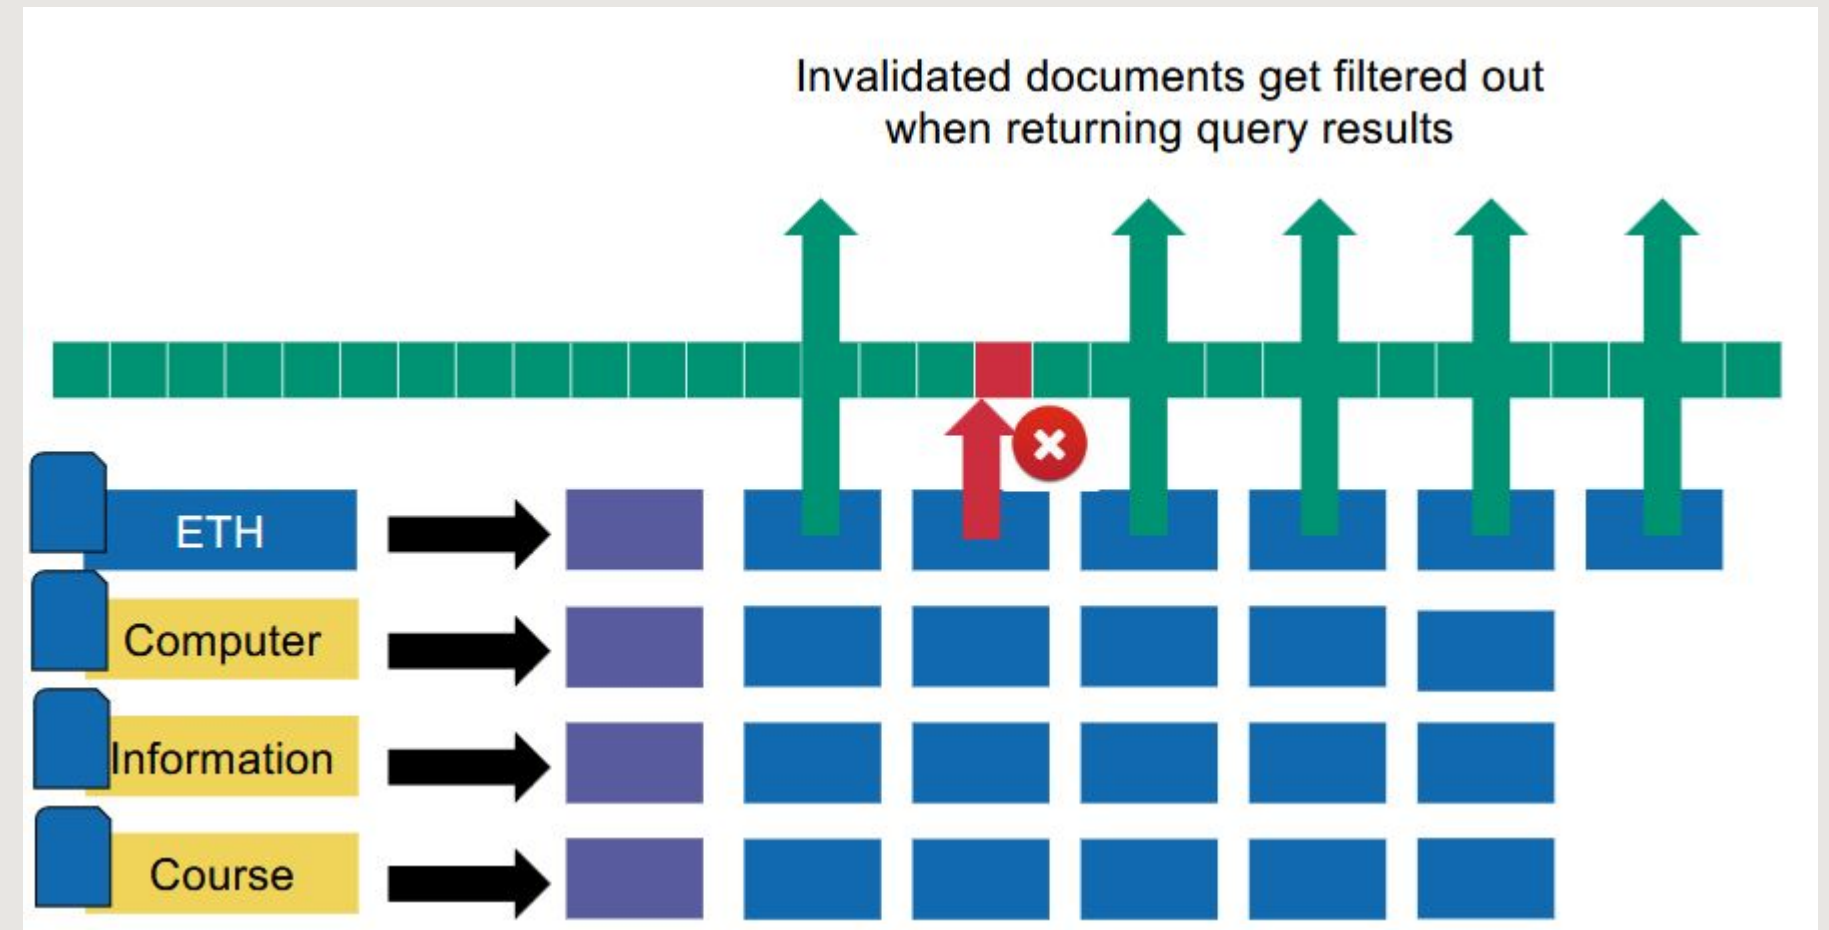 Invalidated documents get filtered out
when returning query results
ETH
Computer
Information
Course